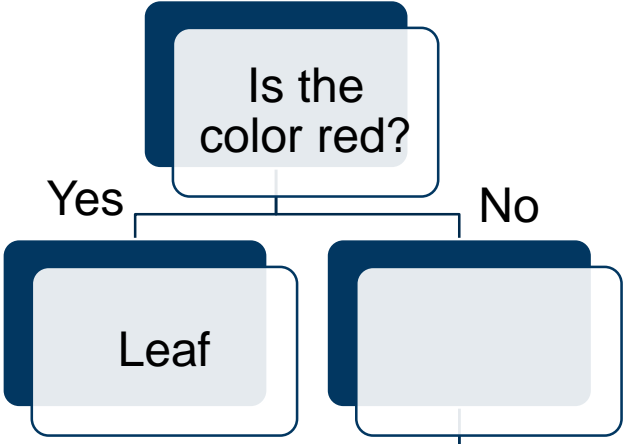 Is the
color red?
Yes
No
Leaf